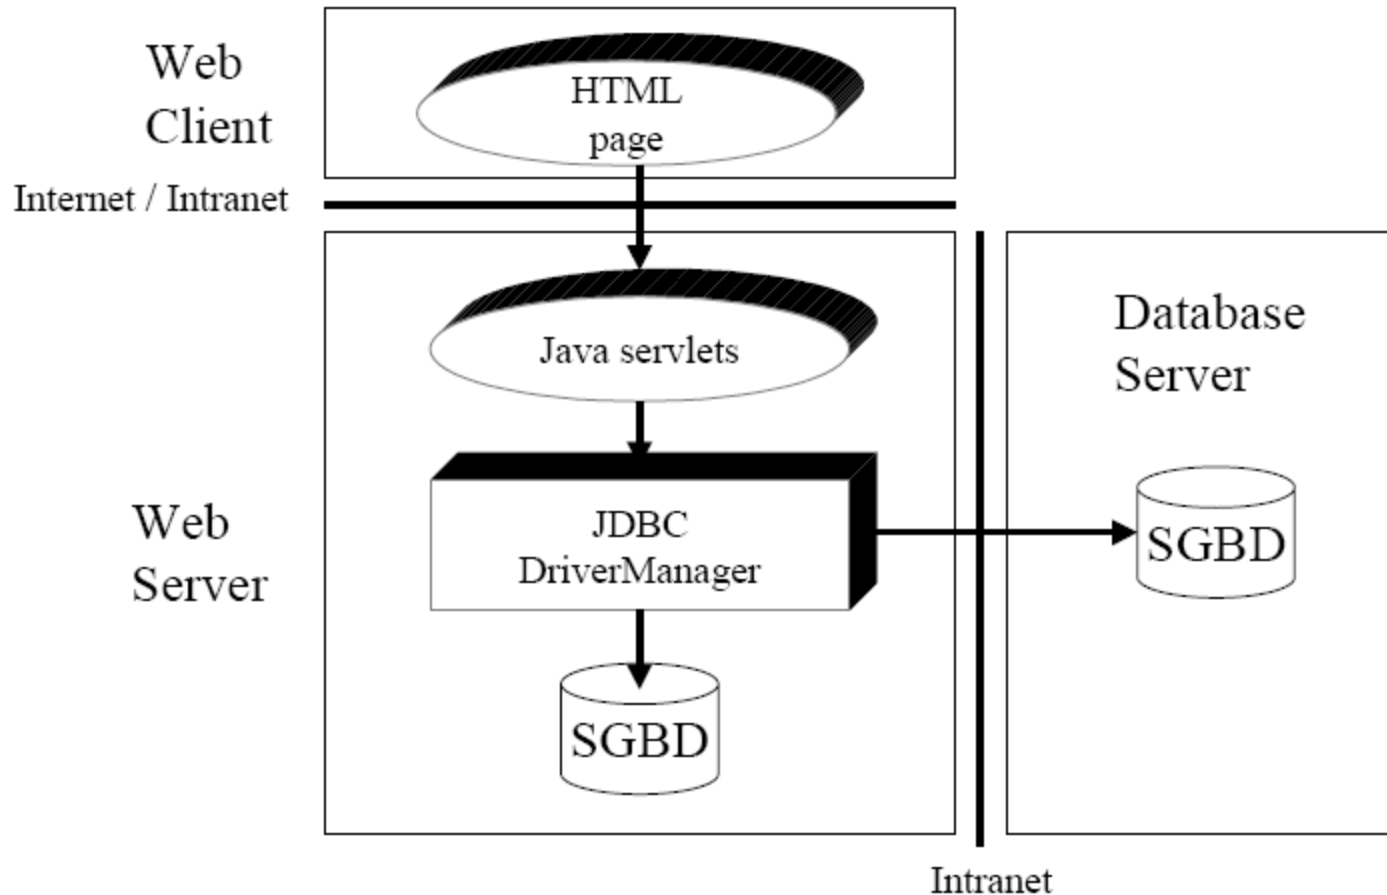 Web
Client
HTML
page
Internet / Intranet
Java servlets
Database
Server
Web
Server
JDBC
DriverManager
SGBD
SGBD
Intranet